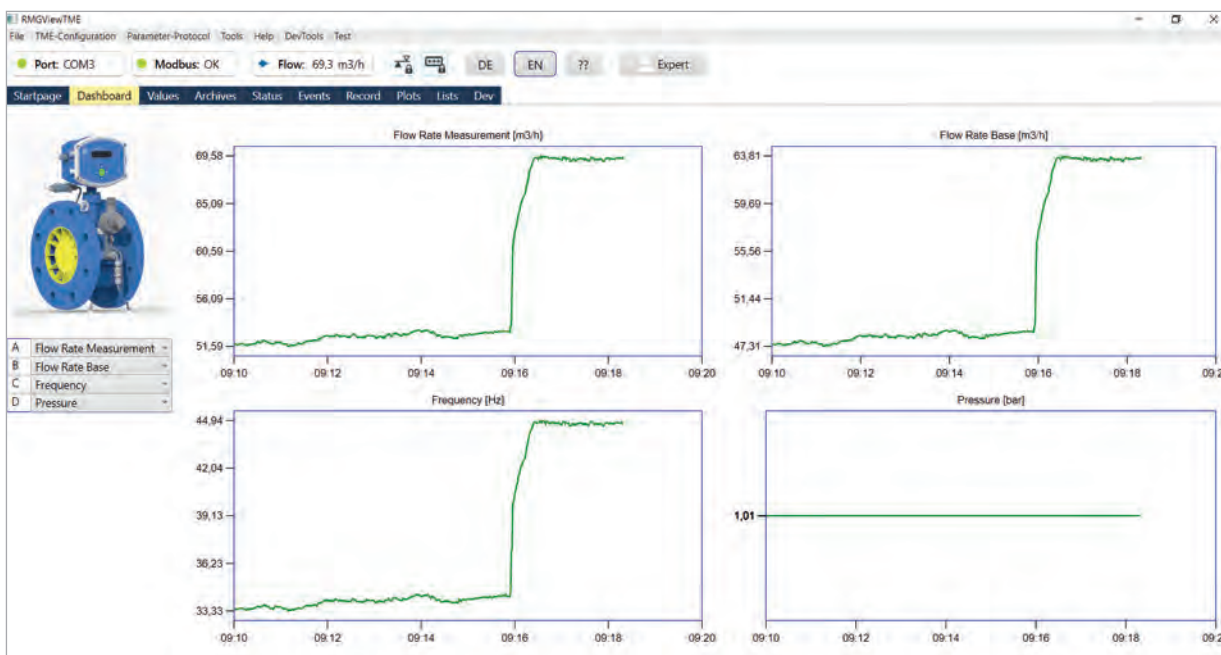 RMGViewTME
File TME-Configuration Parameter-Protocol Tools Help DevTools Test
Port: COM3 Modbus: OK Flow: 69,3 m3/h DE EN ?? Expert
Startpage Dashboard Values Archives Status Events Record Plots Lists Dev
Flow Rate Measurement [m3/h]
69,58
65,09
60,59
56,09
51,59
09:10 09:12 09:14 09:16 09:18 09:20
Flow Rate Base [m3/h]
63,81
59,69
55,56
51,44
47,31
09:10 09:12 09:14 09:16 09:18 09:2
A Flow Rate Measurement
B Flow Rate Base
C Frequency
D Pressure
Frequency [Hz]
44,94
42,04
39,13
36,23
33,33
09:10 09:12 09:14 09:16 09:18 09:20
Pressure [bar]
1,01
09:10 09:12 09:14 09:16 09:18 09:2